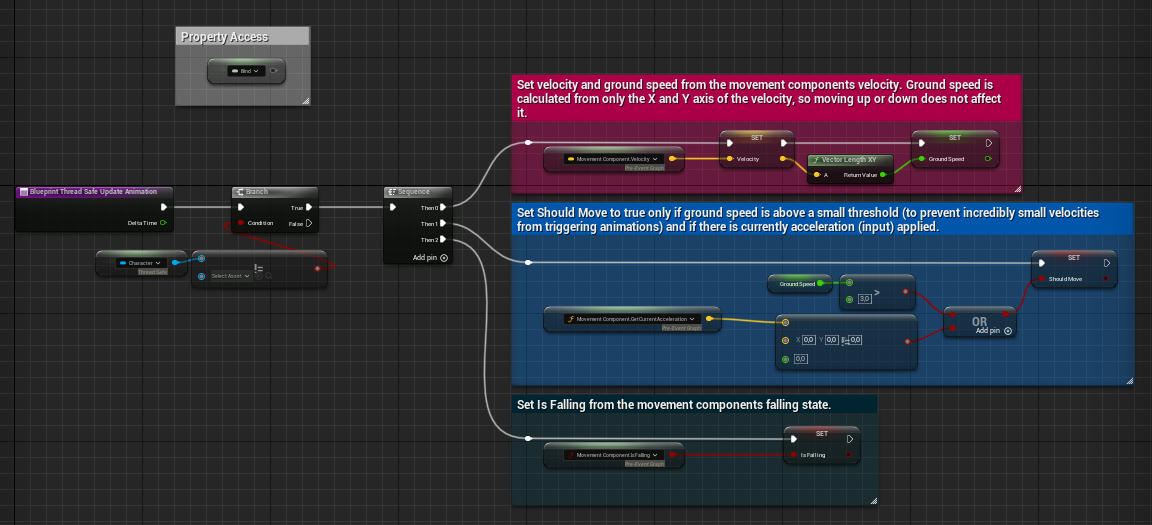 Property Access
Bind
Set velocity and ground speed from the movement components velocity. Ground speed is
calculated from only the X and Y axis of the velocity, so moving up or down does not affect
it.
SET
SET
Movement Component.Velocity
Pre-Event Graph
Velocity
Vector Length XY
A
Return Value
Ground Speed
Blueprint Thread Safe Update Animation
Delta Time
Branch
True
Condition
False
Sequence
Then 0
Then 1
Then 2
Add pin
Character
Thread Safe
Select Asset
!=
Set Should Move to true only if ground speed is above a small threshold (to prevent incredibly small velocities
from triggering animations) and if there is currently acceleration (input) applied.
SET
Should Move
Ground Speed
>
3,0
Movement Component.GetCurrentAcceleration
Pre-Event Graph
X 0,0 Y 0,0 != 0,0
0,0
OR
Add pin
Set Is Falling from the movement components falling state.
SET
Movement Component.IsFalling
Pre-Event Graph
Is Falling